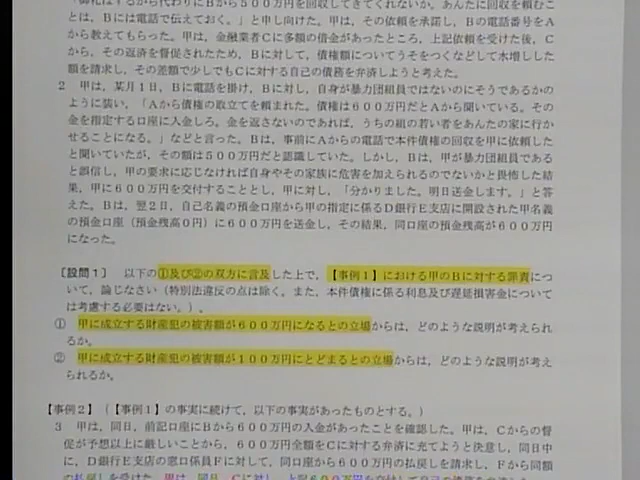 「御礼はするから代わりにBから500万円を回収してきてくれないか。あんたに回収を頼むこ
とは、Bには電話で伝えておく。」と申し向けた。甲は、その依頼を承諾し、Bの電話番号をA
から教えてもらった。甲は、金融業者Cに多額の借金があったところ、上記依頼を受けた後、C
から、その返済を督促されたため、Bに対して、債権額についてうそをつくなどして水増しした
額を請求し、その差額で少しでもCに対する自己の債務を弁済しようと考えた。
2 甲は、某月1日、Bに電話を掛け、Bに対し、自身が暴力団組員ではないのにそうであるかの
ように装い、「Aから債権の取立てを頼まれた。債権は600万円だとAから聞いている。その
金を指定する口座に入金しろ。金を返さないのであれば、うちの組の若い者をあんたの家に行か
せることになる。」などと言った。Bは、事前にAからの電話で本件債権の回収を甲に依頼した
と聞いていたが、その額は500万円だと認識していた。しかし、Bは、甲が暴力団組員である
と誤信し、甲の要求に応じなければ自身やその家族に危害を加えられるのでないかと畏怖した結
果、甲に600万円を交付することとし、甲に対し、「分かりました。明日送金します。」と答
えた。Bは、翌2日、自己名義の預金口座から甲の指定に係るD銀行E支店に開設された甲名義
の預金口座(預金残高0円)に600万円を送金し、その結果、同口座の預金残高が600万円
になった。
〔設問1〕 以下の①及び②の双方に言及した上で、【事例1】における甲のBに対する罪責につ
いて、論じなさい(特別法違反の点は除く。また、本件債権に係る利息及び遅延損害金について
は考慮する必要はない。)。
① 甲に成立する財産犯の被害額が600万円になるとの立場からは、どのような説明が考えられ
るか。
② 甲に成立する財産犯の被害額が100万円にとどまるとの立場からは、どのような説明が考え
られるか。
【事例2】(【事例1】の事実に続けて、以下の事実があったものとする。)
3 甲は、同日、前記口座にBから600万円の入金があったことを確認した。甲は、Cからの督
促が予想以上に厳しいことから、600万円全額をCに対する弁済に充てようと決意し、同日中
に、D銀行E支店の窓口係員Fに対して、同口座から600万円の払戻しを請求し、Fから同額